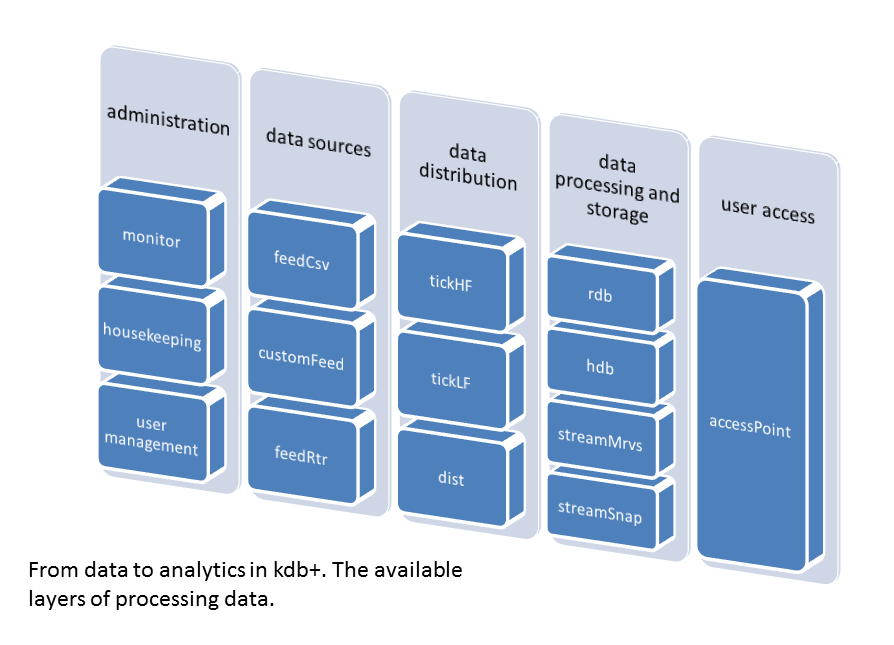 administration
monitor
housekeeping
user
management
data sources
feedCsv
customFeed
feedRtr
data
distribution
tickHF
tickLF
dist
data
processing and
storage
rdb
hdb
streamMrvs
streamSnap
user access
accessPoint
From data to analytics in kdb+. The available
layers of processing data.